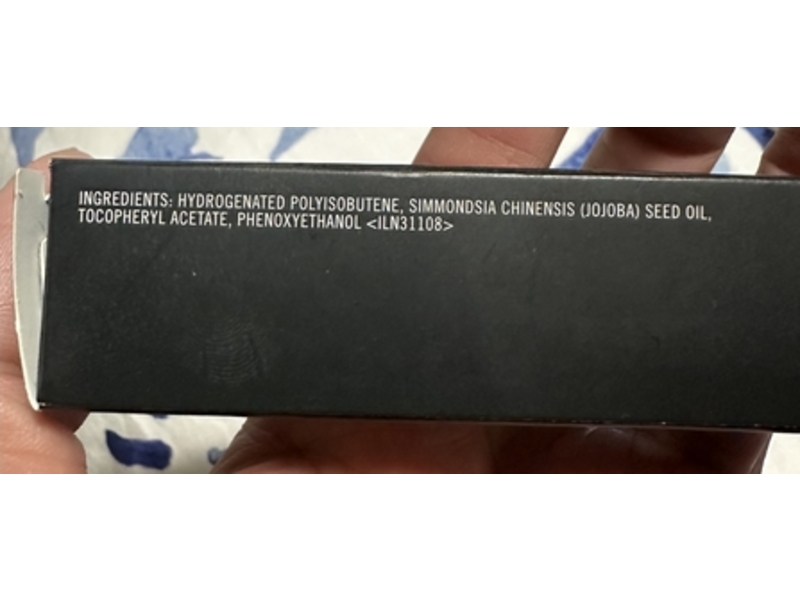 INGREDIENTS: HYDROGENATED POLYISOBUTENE, SIMMONDSIA CHINENSIS (JOJOBA) SEED OIL,
TOCOPHERYL ACETATE, PHENOXYETHANOL <ILN31108>